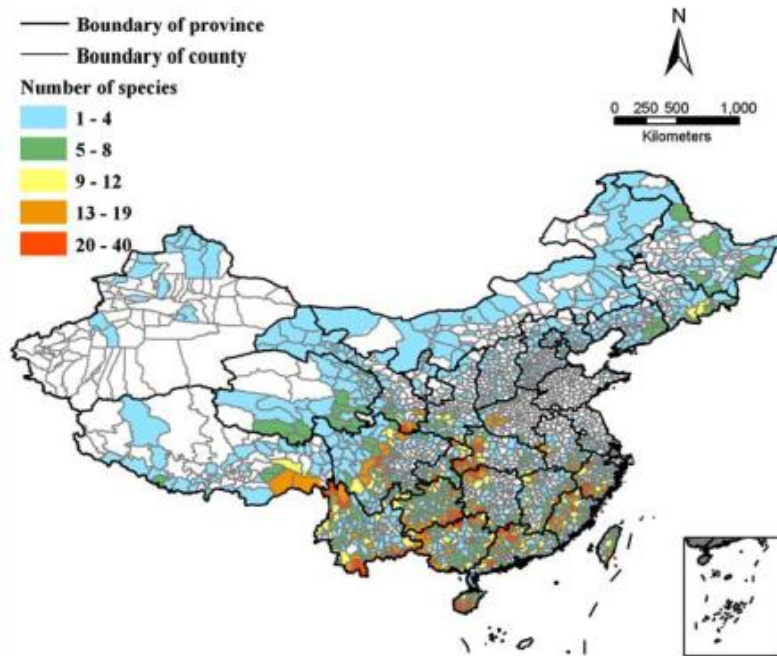 Boundary of province
Boundary of county
Number of species
1 - 4
5 - 8
9 - 12
13 - 19
20 - 40
N
0 250 500 1,000
Kilometers